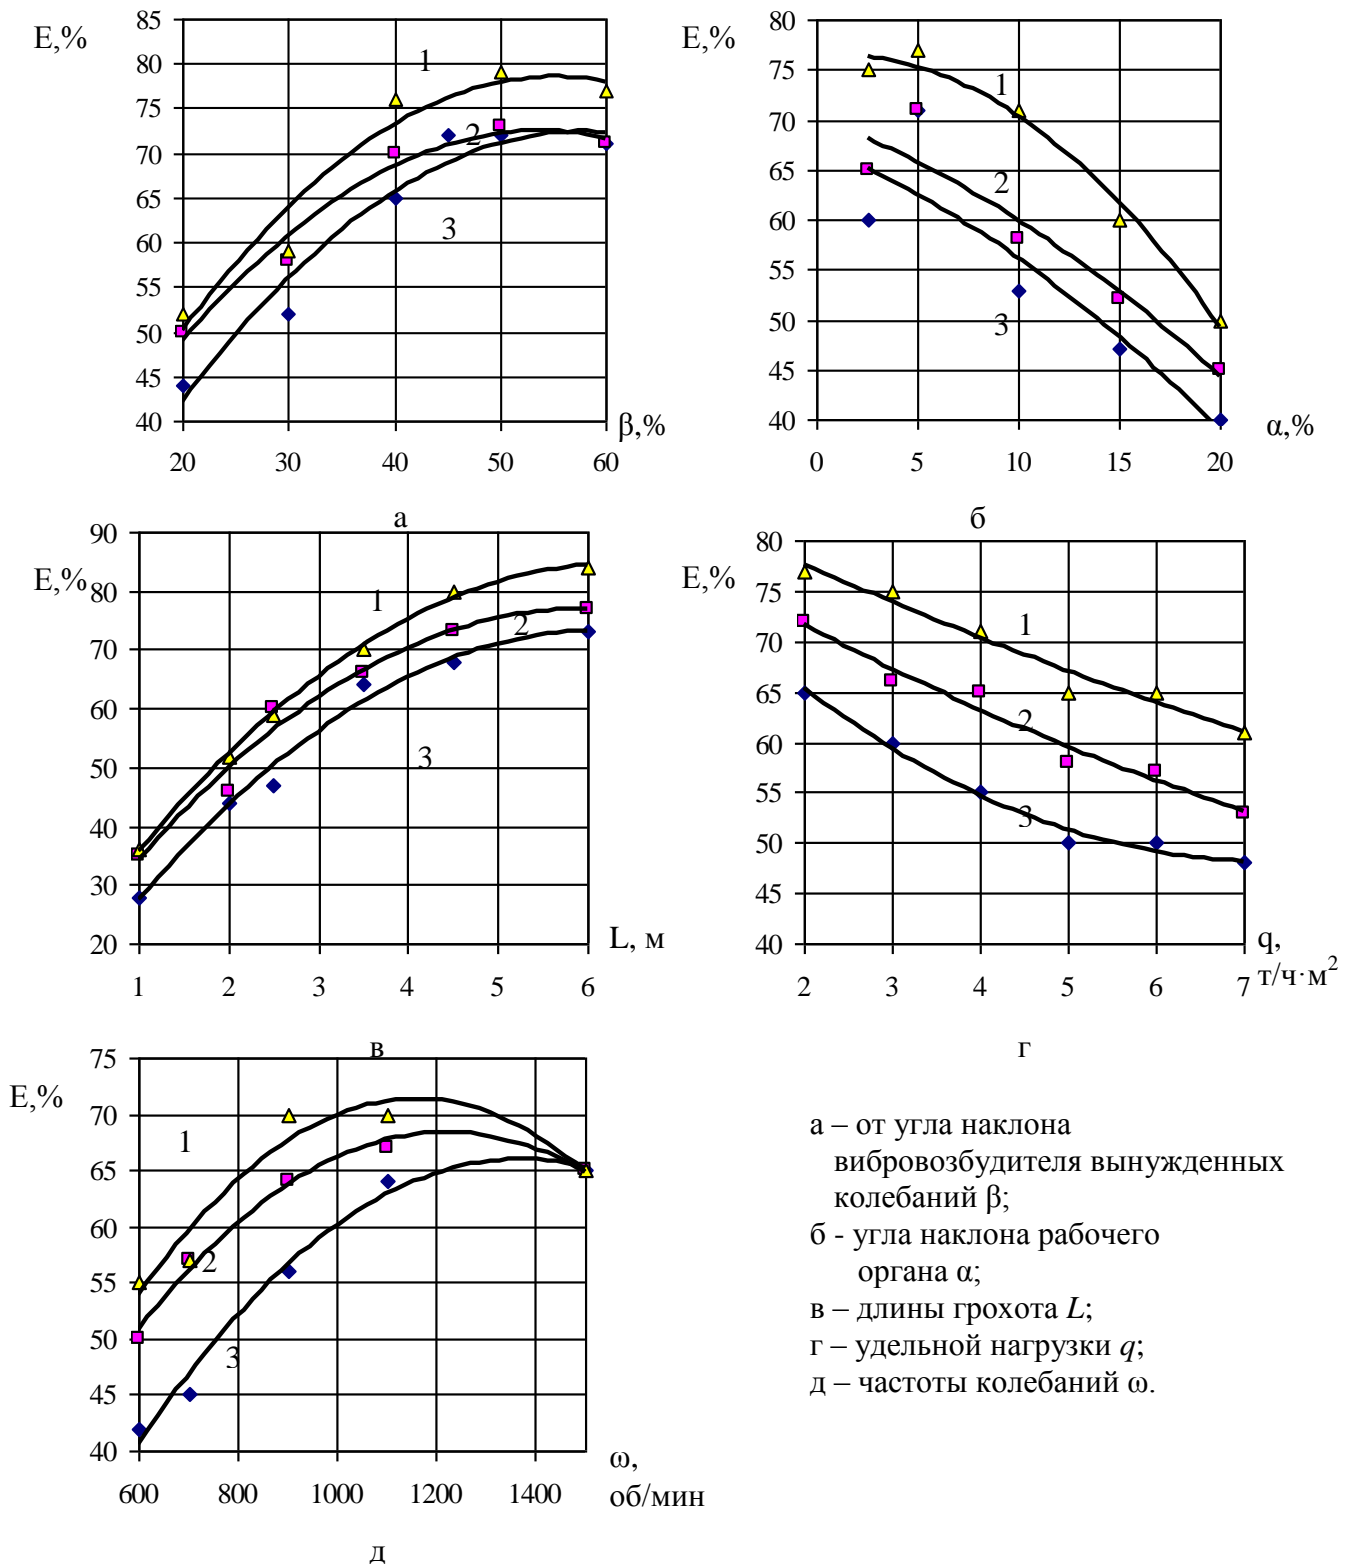 E,%
85
80
75
70
65
60
55
50
45
40
1
2
3
20 30 40 50 60
β,%
а
E,%
80
75
70
65
60
55
50
45
40
1
2
3
0 5 10 15 20
α,%
б
E,%
90
80
70
60
50
40
30
20
1
2
3
1 2 3 4 5 6
L, м
в
E,%
80
75
70
65
60
55
50
45
40
1
2
3
2 3 4 5 6 7
q,
т/ч·м²
г
E,%
75
70
65
60
55
50
45
40
1
2
3
600 800 1000 1200 1400
ω,
об/мин
д
а – от угла наклона
вибровозбудителя вынужденных
колебаний β;
б - угла наклона рабочего
органа α;
в – длины грохота L;
г – удельной нагрузки q;
д – частоты колебаний ω.